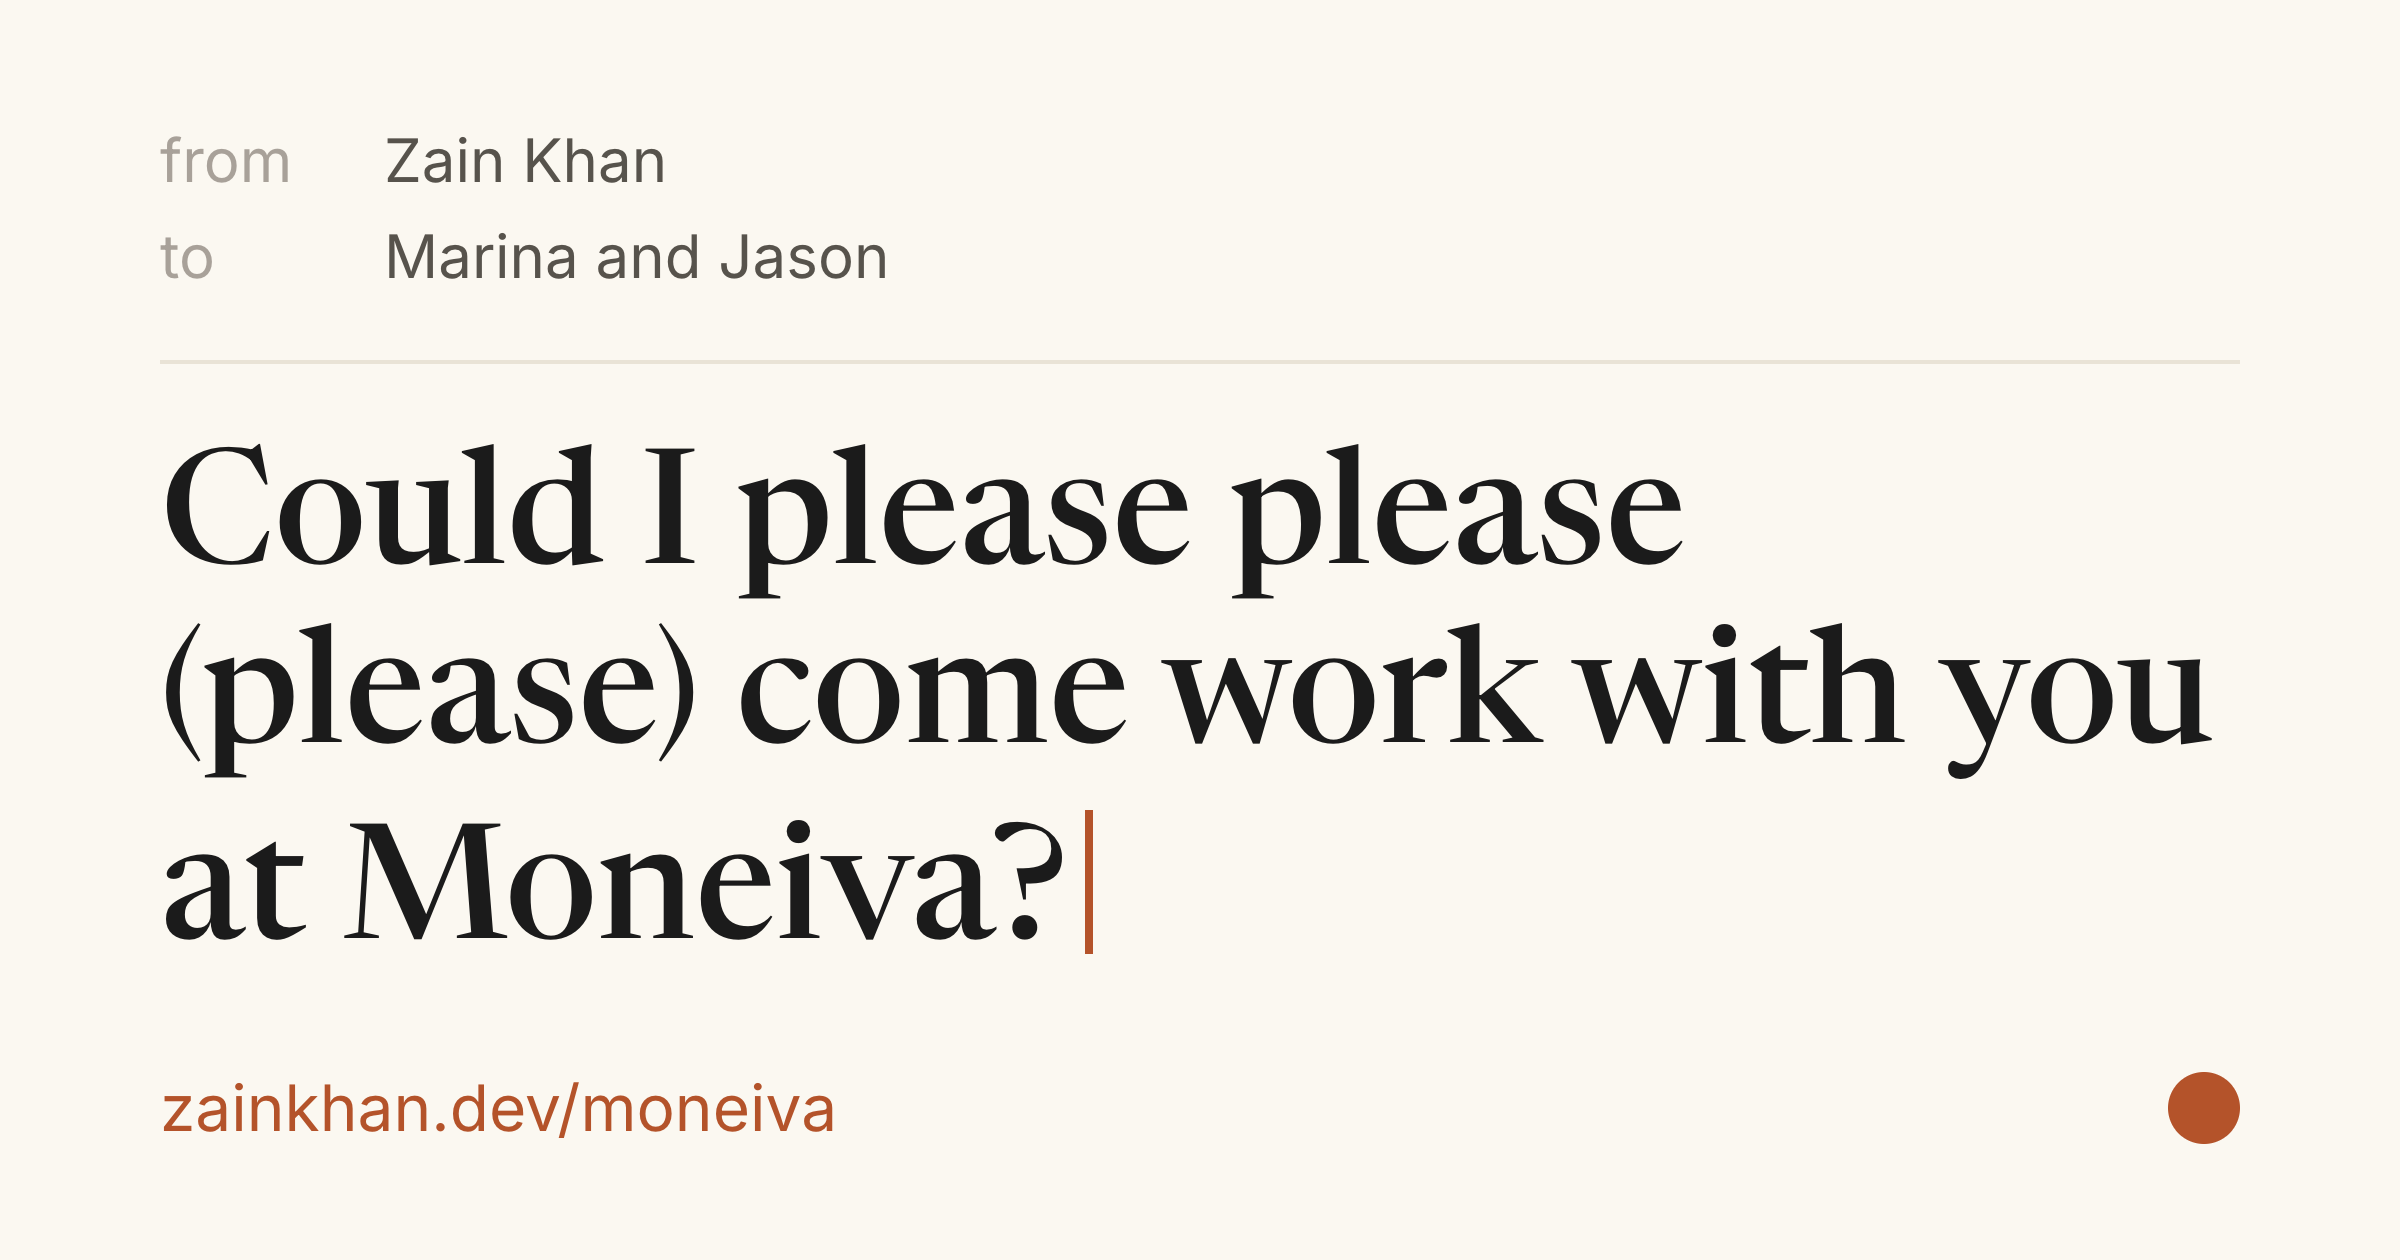 from Zain Khan
to Marina and Jason
Could I please please
(please) come work with you
at Moneiva?
zainkhan.dev/moneiva